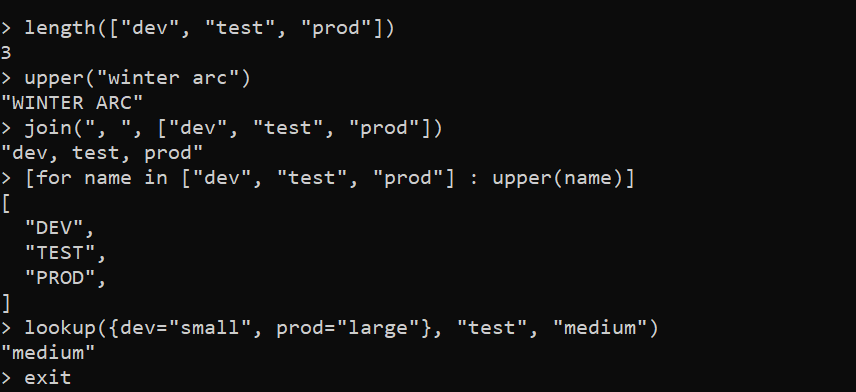 > length(["dev", "test", "prod"])
3
> upper("winter arc")
"WINTER ARC"
> join(", ", ["dev", "test", "prod"])
"dev, test, prod"
> [for name in ["dev", "test", "prod"] : upper(name)]
[
  "DEV",
  "TEST",
  "PROD",
]
> lookup({dev="small", prod="large"}, "test", "medium")
"medium"
> exit